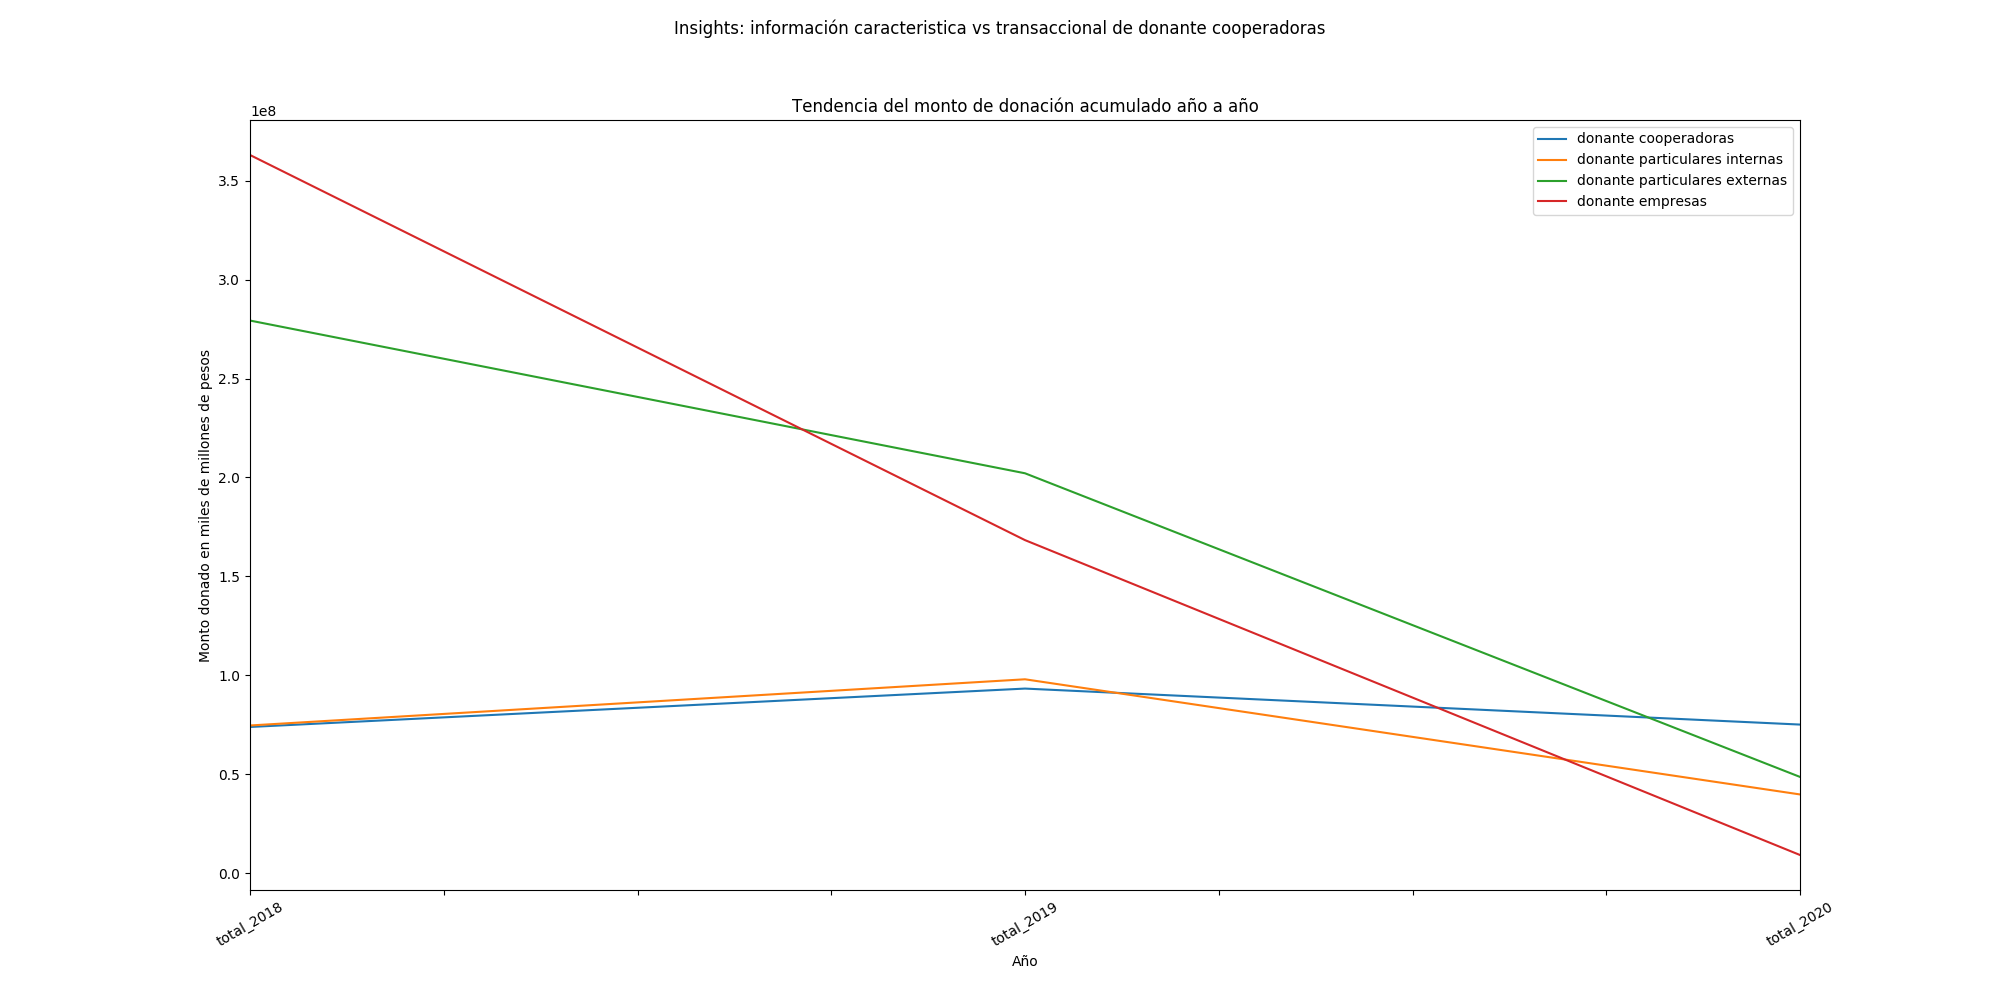 Insights: información caracteristica vs transaccional de donante cooperadoras
Tendencia del monto de donación acumulado año a año
1e8
donante cooperadoras
donante particulares internas
donante particulares externas
donante empresas
3.5
3.0
2.5
2.0
1.5
1.0
0.5
0.0
Monto donado en miles de millones de pesos
total_2018
total_2019
total_2020
Año